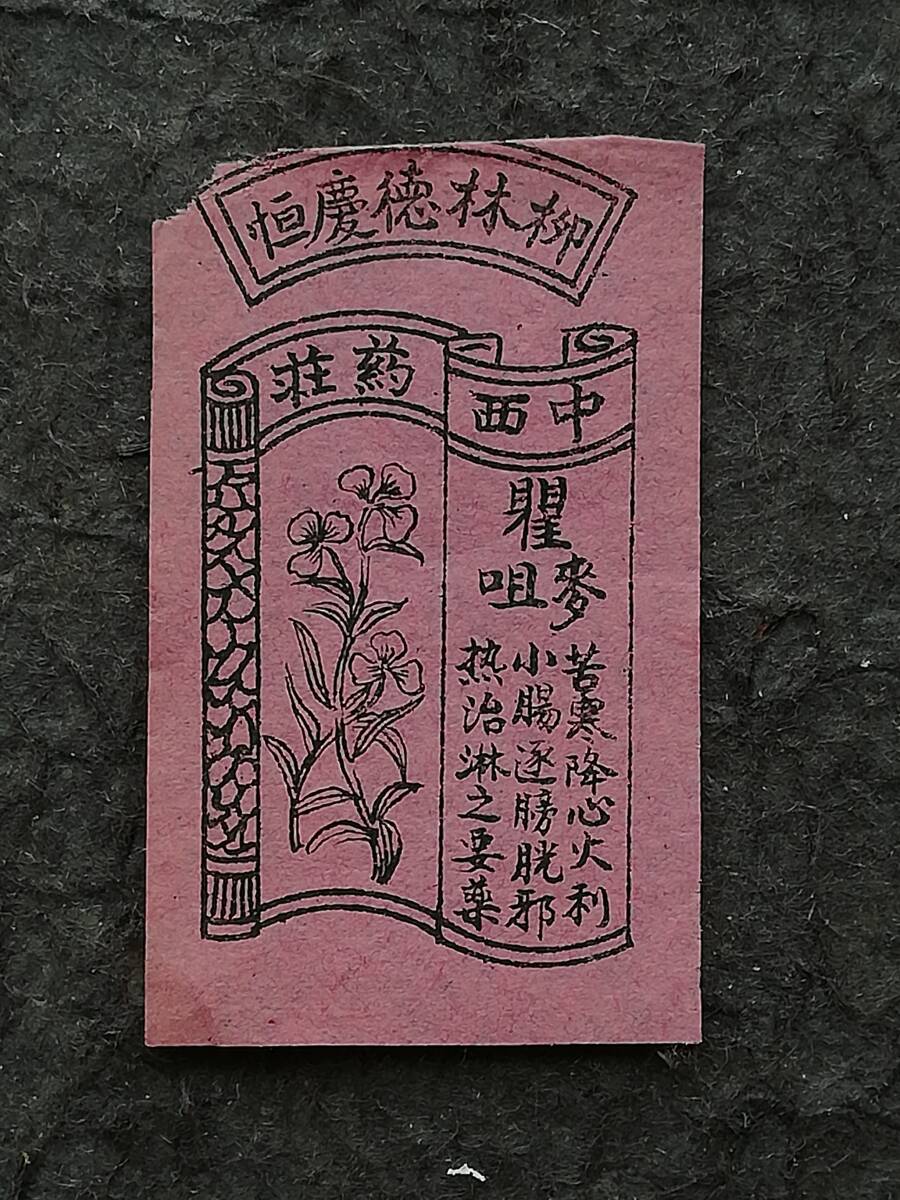 柳林德慶恒
中西
葯莊
瞿麥
咀
苦寒降心火利
小腸逐膀胱邪
热治淋之要藥